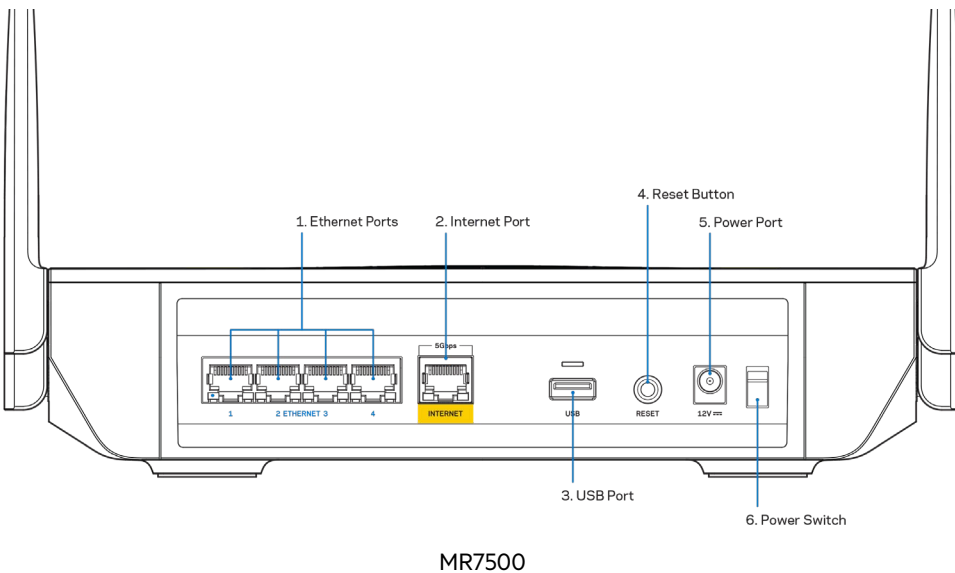 4. Reset Button
1. Ethernet Ports
2. Internet Port
5. Power Port
5Gbps
1
2 ETHERNET 3
4
INTERNET
USB
RESET
12V
3. USB Port
6. Power Switch
MR7500